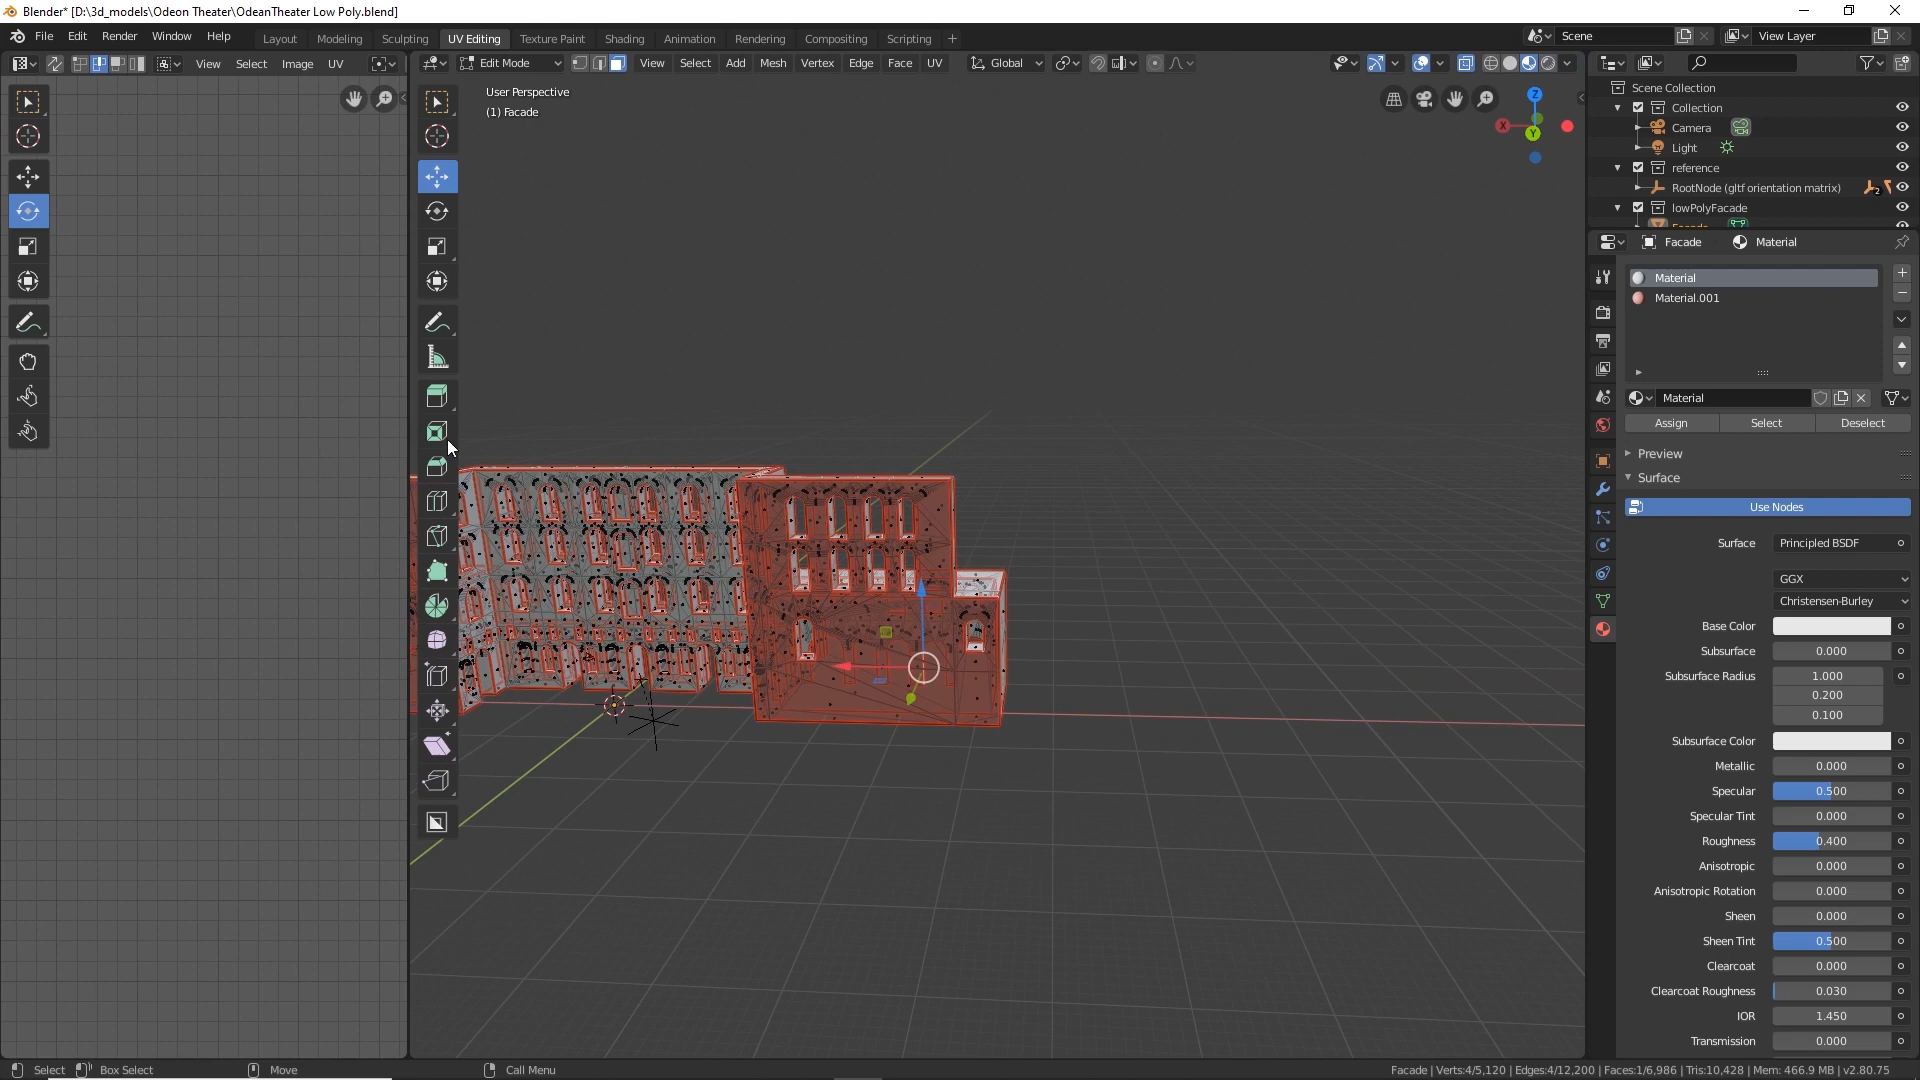 Blender* [D:\3d_models\Odeon Theater\OdeanTheater Low Poly.blend]
File Edit Render Window Help Layout Modeling Sculpting UV Editing Texture Paint Shading Animation Rendering Compositing Scripting + Scene View Layer
View Select Image UV Edit Mode View Select Add Mesh Vertex Edge Face UV Global
User Perspective
(1) Facade
Z
X
Y
Scene Collection
Collection
Camera
Light
reference
RootNode (gltf orientation matrix) 2
lowPolyFacade
Facade
Facade Material
Material
Material.001
Material
Assign Select Deselect
Preview
Surface
Use Nodes
Surface Principled BSDF
GGX
Christensen-Burley
Base Color
Subsurface 0.000
Subsurface Radius 1.000
0.200
0.100
Subsurface Color
Metallic 0.000
Specular 0.500
Specular Tint 0.000
Roughness 0.400
Anisotropic 0.000
Anisotropic Rotation 0.000
Sheen 0.000
Sheen Tint 0.500
Clearcoat 0.000
Clearcoat Roughness 0.030
IOR 1.450
Transmission 0.000
Select Box Select Move Call Menu Facade | Verts:4/5,120 | Edges:4/12,200 | Faces:1/6,986 | Tris:10,428 | Mem: 466.9 MB | v2.80.75